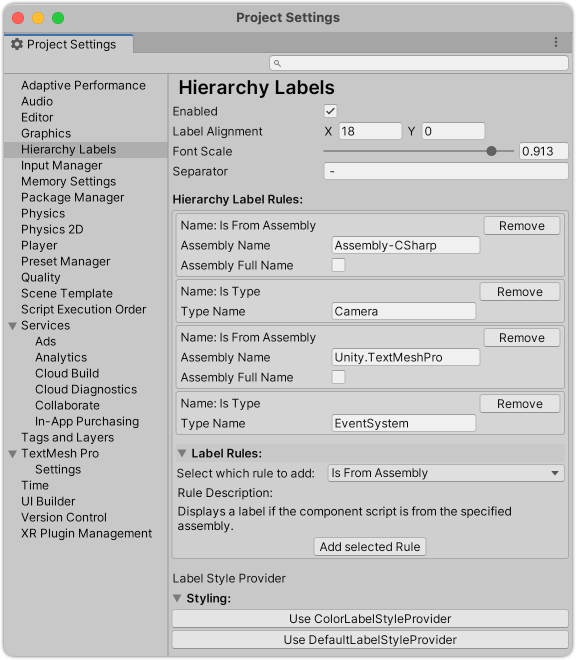 Project Settings
Project Settings
Adaptive Performance
Audio
Editor
Graphics
Hierarchy Labels
Input Manager
Memory Settings
Package Manager
Physics
Physics 2D
Player
Preset Manager
Quality
Scene Template
Script Execution Order
Services
Ads
Analytics
Cloud Build
Cloud Diagnostics
Collaborate
In-App Purchasing
Tags and Layers
TextMesh Pro
Settings
Time
UI Builder
Version Control
XR Plugin Management
Hierarchy Labels
Enabled
Label Alignment X 18 Y 0
Font Scale 0.913
Separator -
Hierarchy Label Rules:
Name: Is From Assembly Remove
Assembly Name Assembly-CSharp
Assembly Full Name
Name: Is Type Remove
Type Name Camera
Name: Is From Assembly Remove
Assembly Name Unity.TextMeshPro
Assembly Full Name
Name: Is Type Remove
Type Name EventSystem
Label Rules:
Select which rule to add: Is From Assembly
Rule Description:
Displays a label if the component script is from the specified
assembly.
Add selected Rule
Label Style Provider
Styling:
Use ColorLabelStyleProvider
Use DefaultLabelStyleProvider